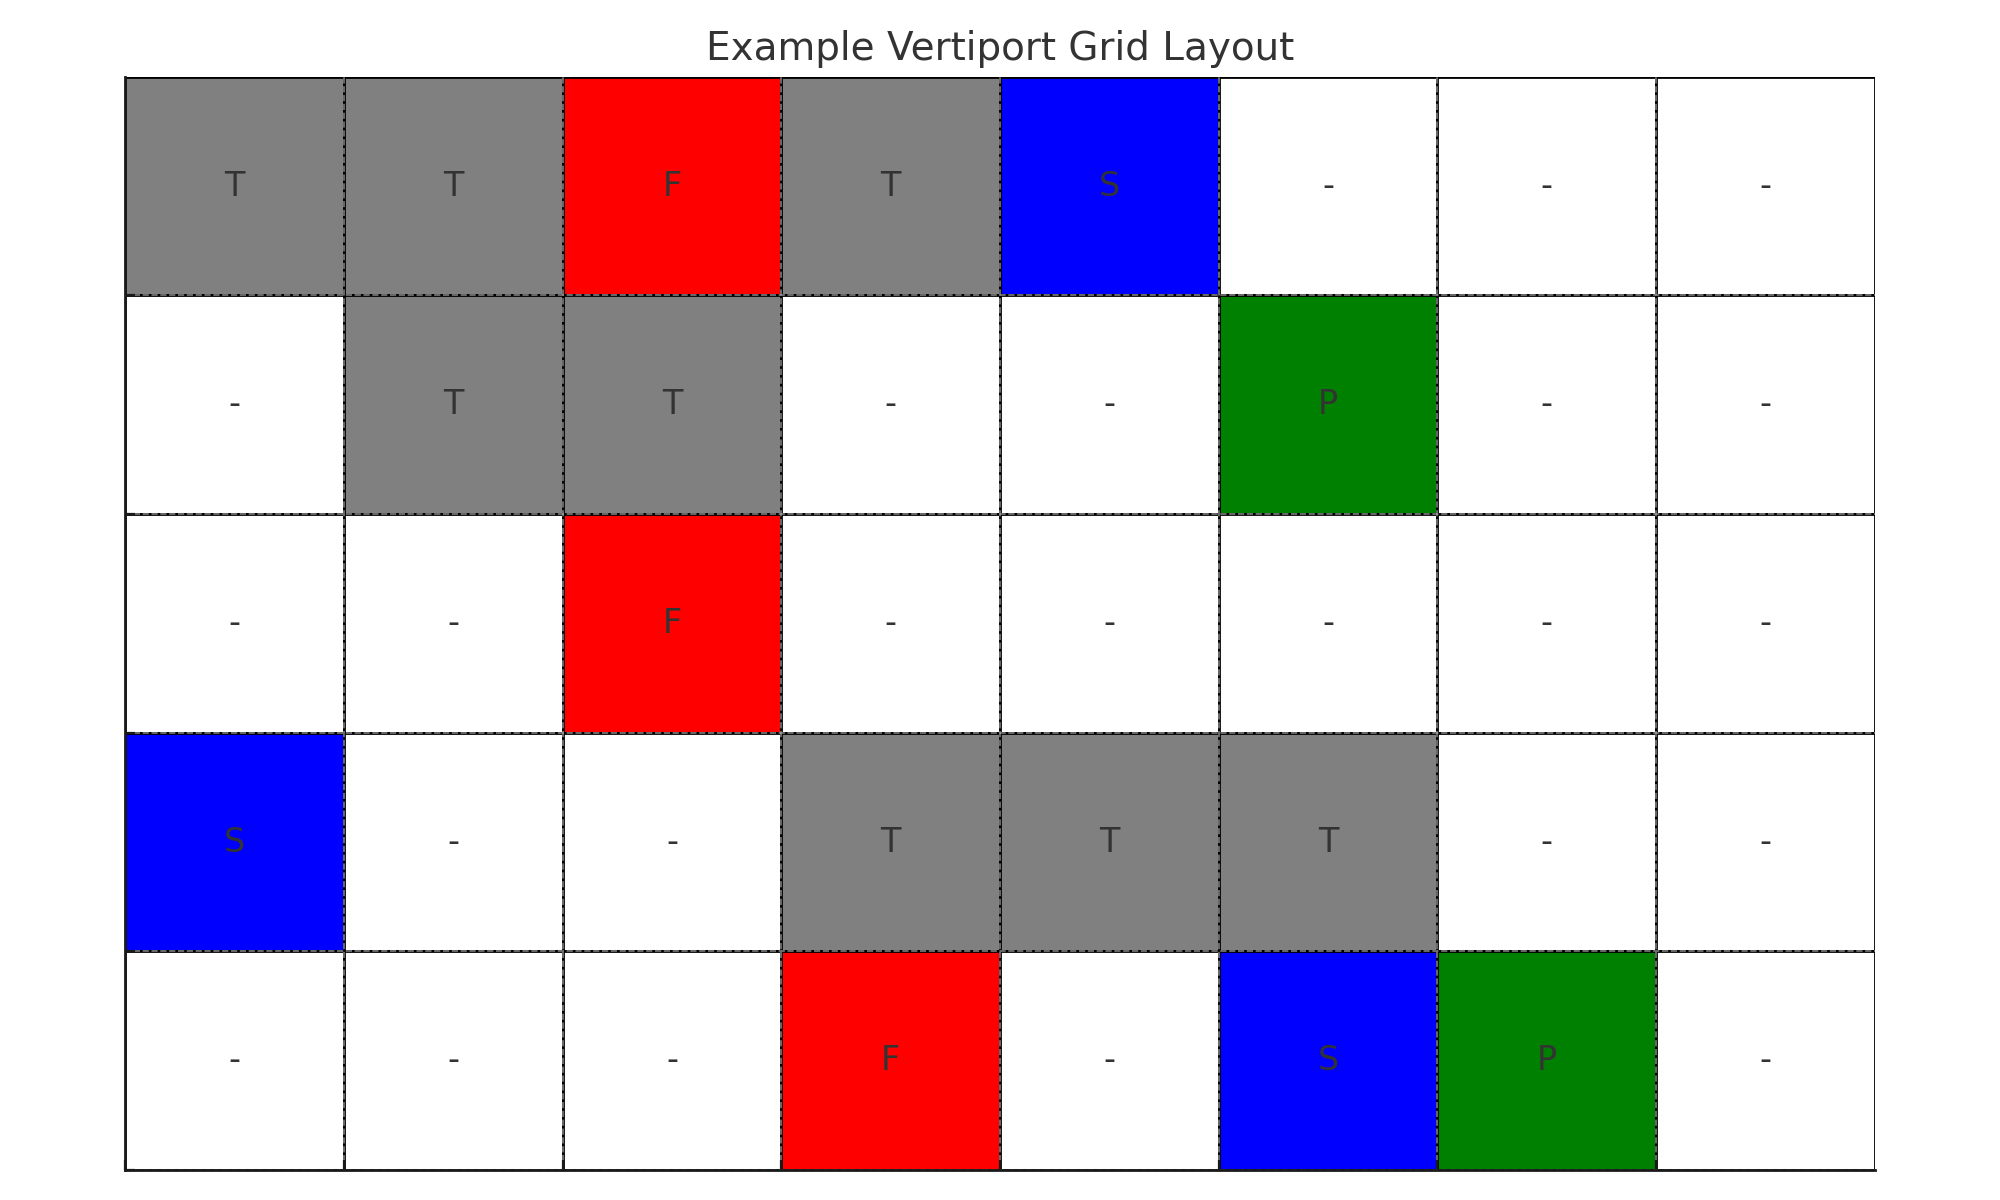 Example Vertiport Grid Layout
T T F T S - - -
- T T - - P - -
- - F - - - - -
S - - T T T - -
- - - F - S P -